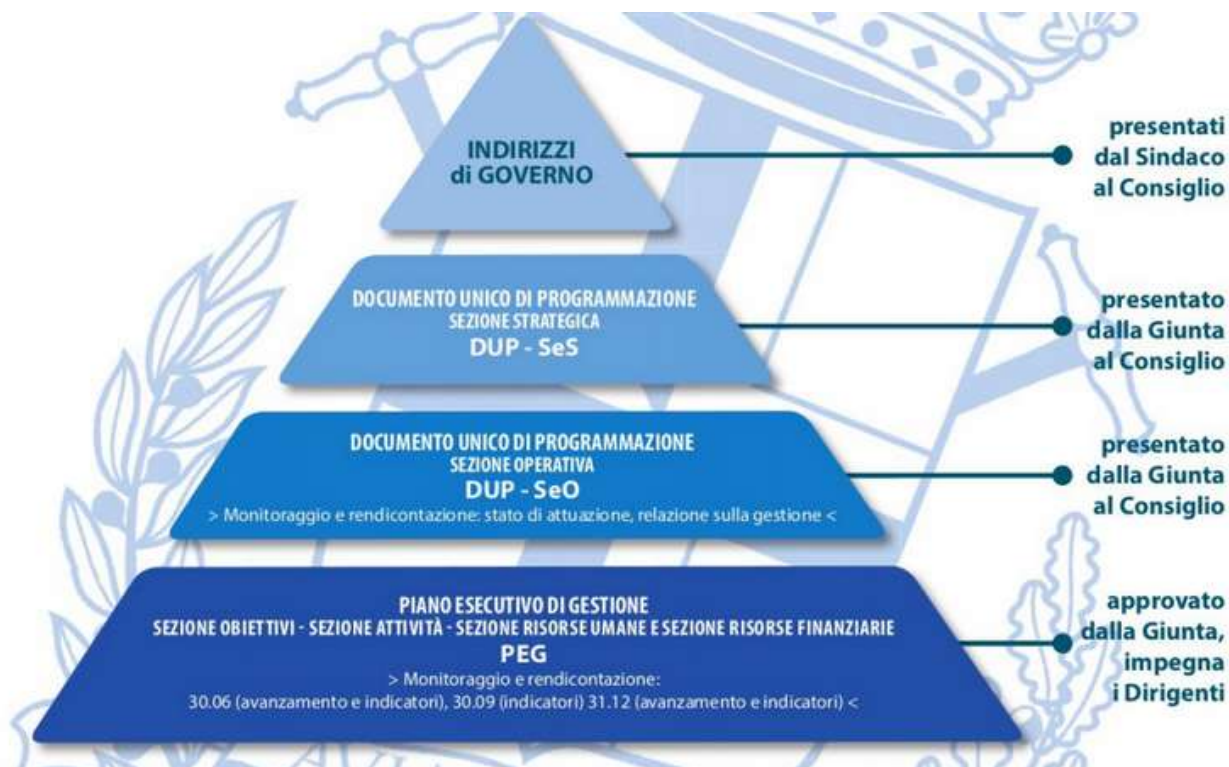 INDIRIZZI
di GOVERNO
presentati
dal Sindaco
al Consiglio
DOCUMENTO UNICO DI PROGRAMMAZIONE
SEZIONE STRATEGICA
DUP - SeS
presentato
dalla Giunta
al Consiglio
DOCUMENTO UNICO DI PROGRAMMAZIONE
SEZIONE OPERATIVA
DUP - SeO
> Monitoraggio e rendicontazione: stato di attuazione, relazione sulla gestione <
presentato
dalla Giunta
al Consiglio
PIANO ESECUTIVO DI GESTIONE
SEZIONE OBIETTIVI - SEZIONE ATTIVITÀ - SEZIONE RISORSE UMANE E SEZIONE RISORSE FINANZIARIE
PEG
> Monitoraggio e rendicontazione:
30.06 (avanzamento e indicatori), 30.09 (indicatori) 31.12 (avanzamento e indicatori) <
approvato
dalla Giunta,
impegna
i Dirigenti